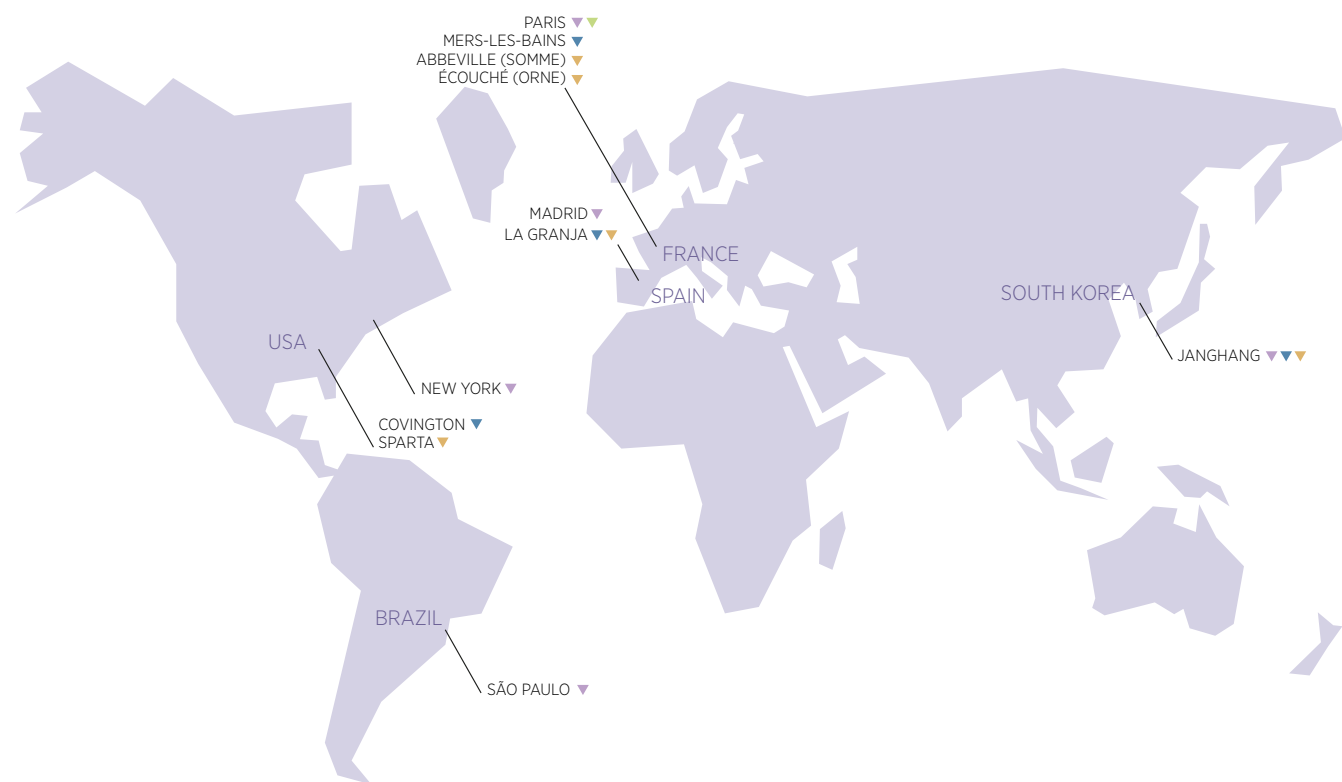 PARIS
MERS-LES-BAINS
ABBEVILLE (SOMME)
ÉCOUCHÉ (ORNE)
MADRID
LA GRANJA
FRANCE
SPAIN
SOUTH KOREA
JANGHANG
USA
NEW YORK
COVINGTON
SPARTA
BRAZIL
SÃO PAULO